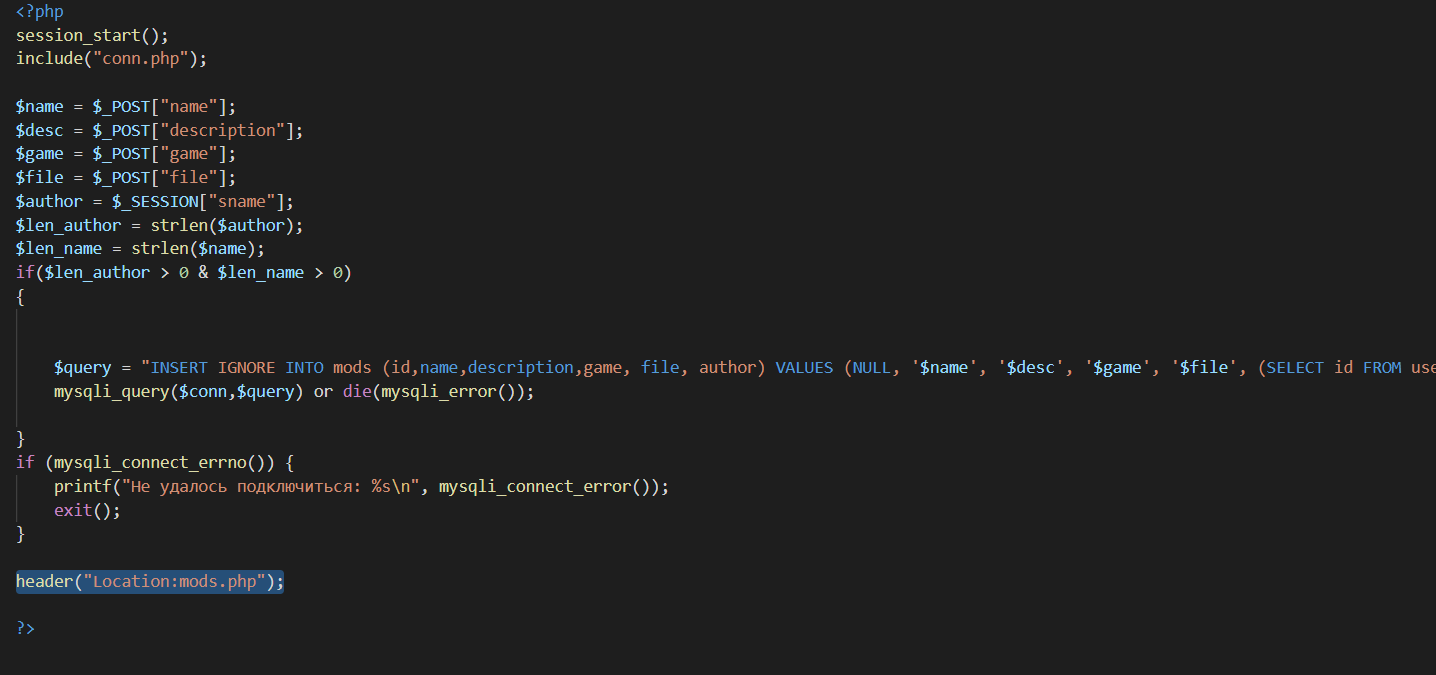 <?php
session_start();
include("conn.php");
$name = $_POST["name"];
$desc = $_POST["description"];
$game = $_POST["game"];
$file = $_POST["file"];
$author = $_SESSION["sname"];
$len_author = strlen($author);
$len_name = strlen($name);
if($len_author > 0 & $len_name > 0)
{
$query = "INSERT IGNORE INTO mods (id,name,description,game, file, author) VALUES (NULL, '$name', '$desc', '$game', '$file', (SELECT id FROM use
mysqli_query($conn,$query) or die(mysqli_error());
}
if (mysqli_connect_errno()) {
printf("Не удалось подключиться: %s\n", mysqli_connect_error());
exit();
}
header("Location:mods.php");
?>